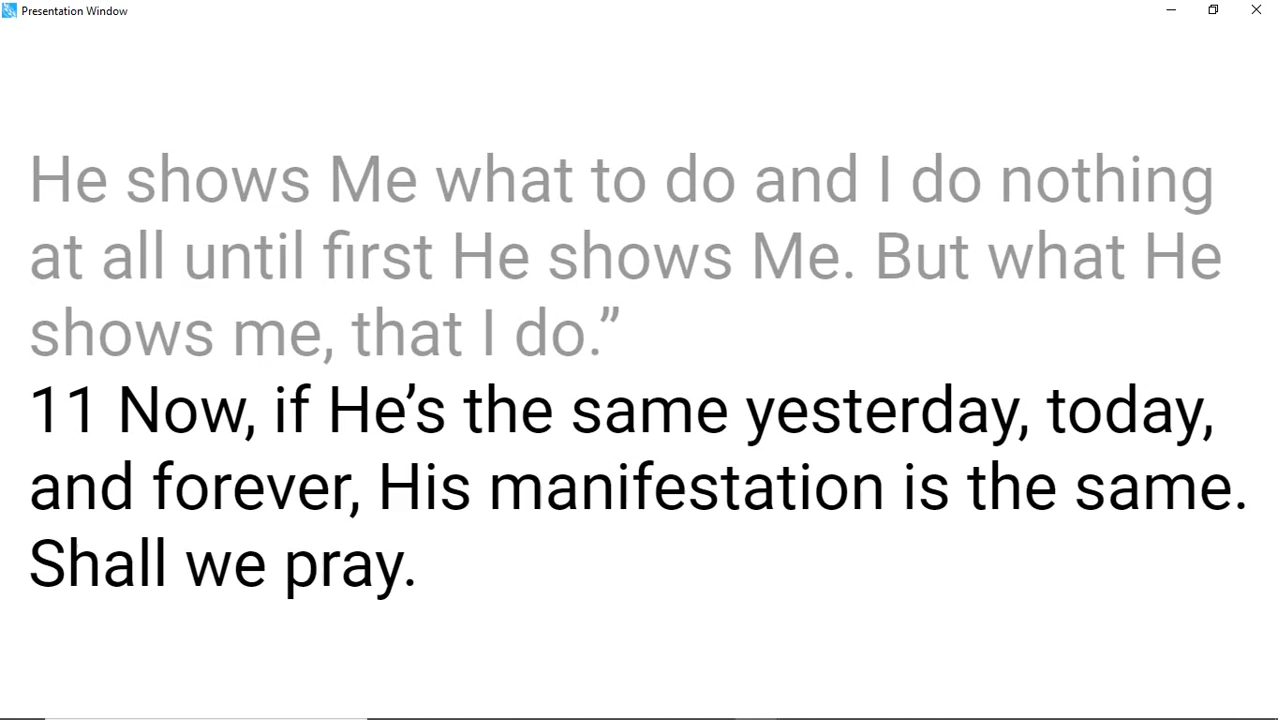 Presentation Window
He shows Me what to do and I do nothing
at all until first He shows Me. But what He
shows me, that I do.”
11 Now, if He’s the same yesterday, today,
and forever, His manifestation is the same.
Shall we pray.